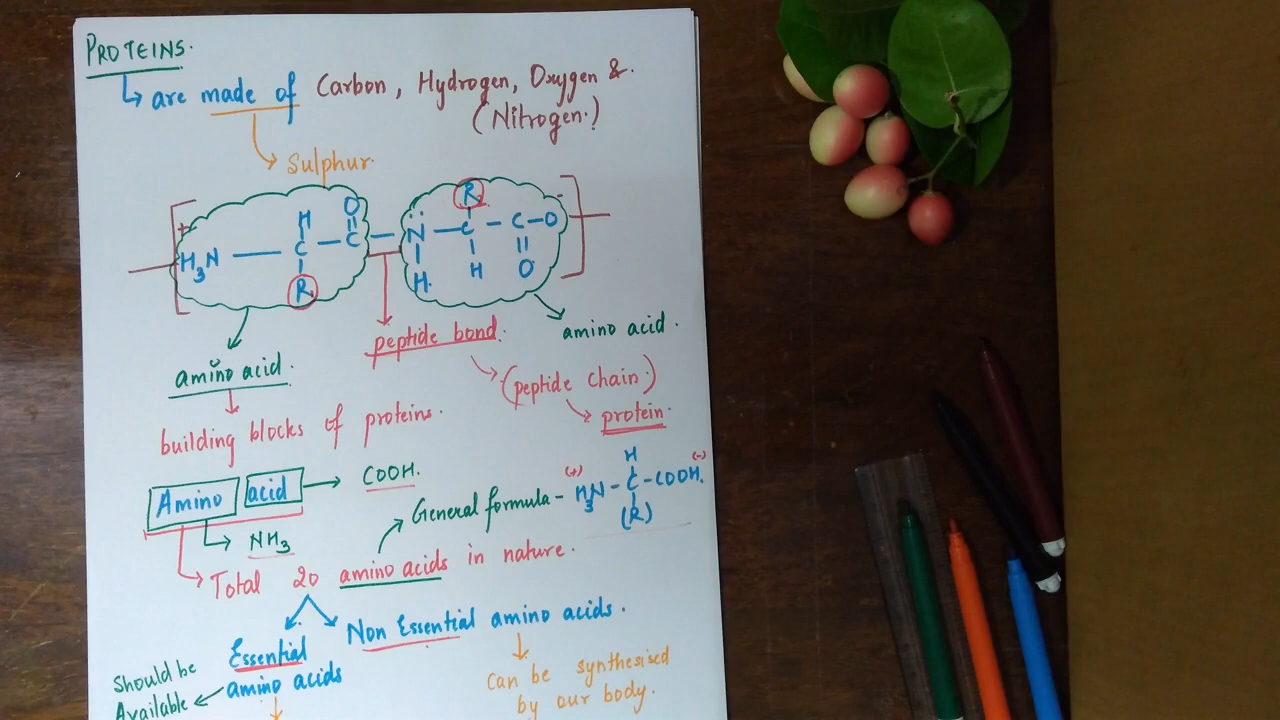 PROTEINS.
are made of Carbon, Hydrogen, Oxygen &.
(Nitrogen.)
Sulphur.
H O R
+ H₃N — C — C — N — C — C — O -
R H H O
peptide bond. amino acid.
amino acid. (peptide chain.)
building blocks of proteins. protein.
Amino acid COOH.
NH₃
General formula - (+) H₃N - C - COOH. (-)
H
(R)
Total 20 amino acids in nature.
Essential amino acids
Non Essential amino acids.
Should be Available
Can be synthesised
by our body.